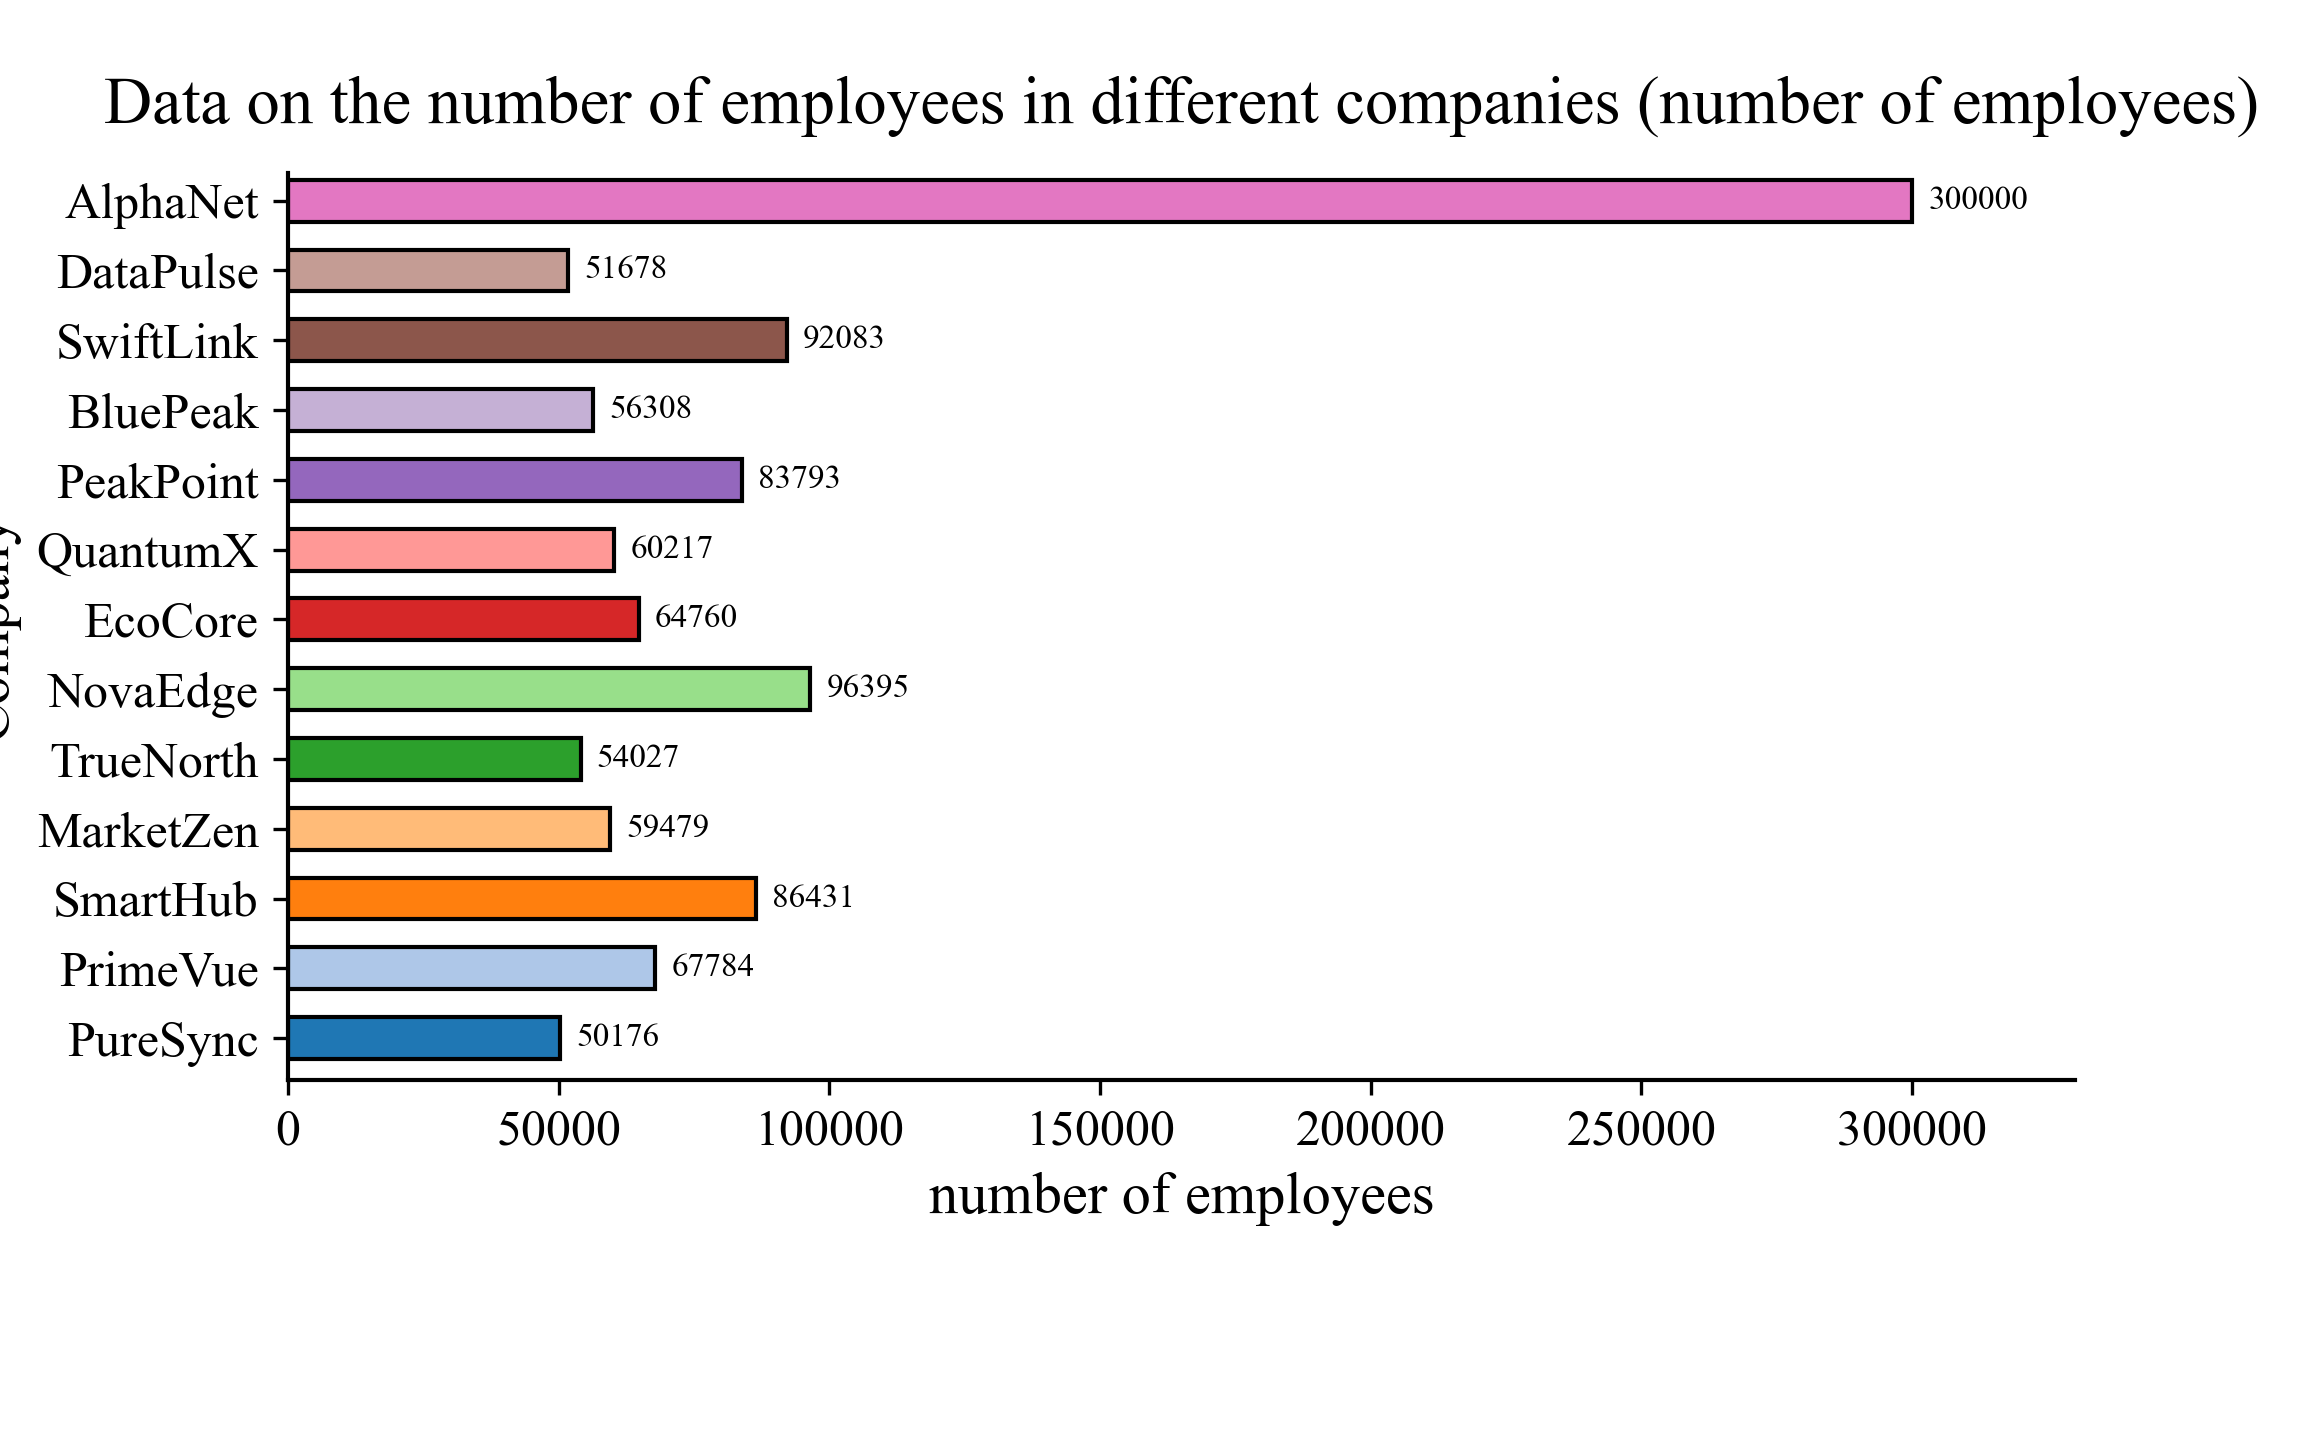 Data on the number of employees in different companies (number of employees)
AlphaNet 300000
DataPulse 51678
SwiftLink 92083
BluePeak 56308
PeakPoint 83793
QuantumX 60217
EcoCore 64760
NovaEdge 96395
TrueNorth 54027
MarketZen 59479
SmartHub 86431
PrimeVue 67784
PureSync 50176
0 50000 100000 150000 200000 250000 300000
number of employees